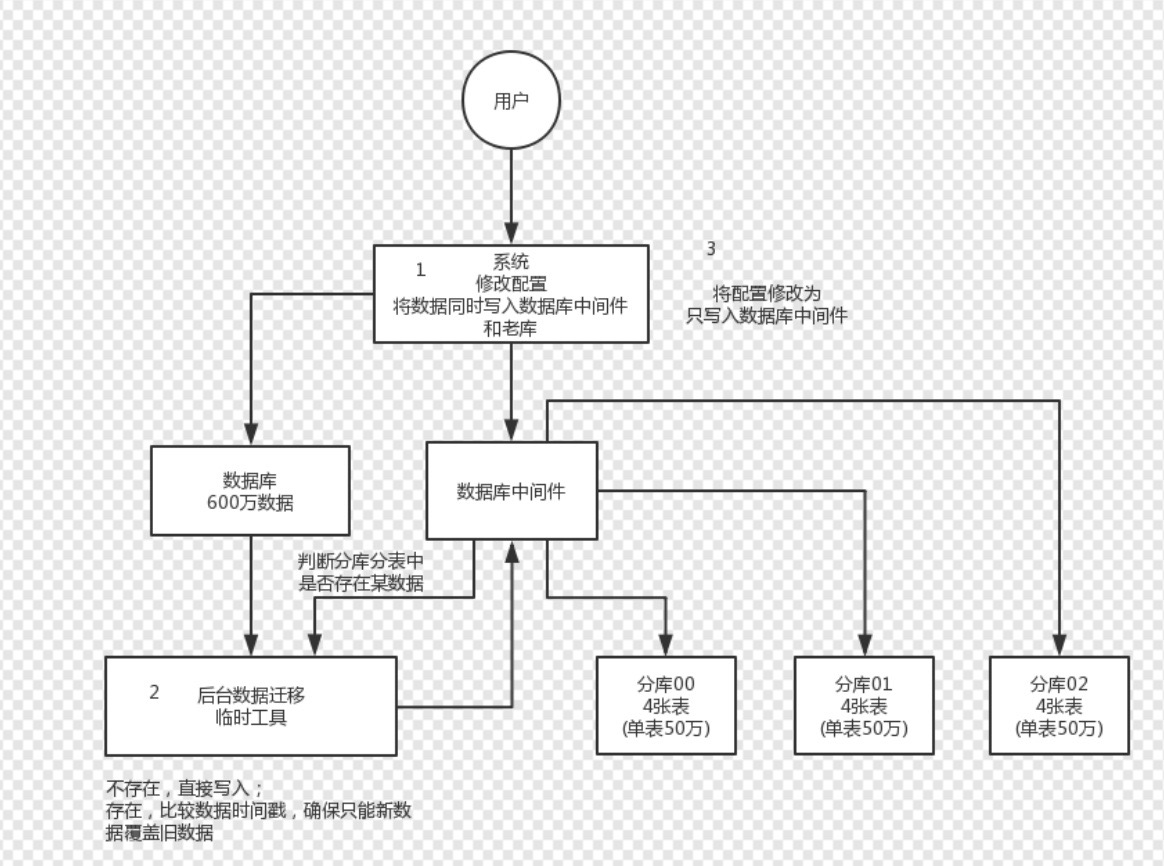 用户
1
系统
修改配置
将数据同时写入数据库中间件
和老库
3
将配置修改为
只写入数据库中间件
数据库
600万数据
数据库中间件
判断分库分表中
是否存在某数据
2
后台数据迁移
临时工具
分库00
4张表
(单表50万)
分库01
4张表
(单表50万)
分库02
4张表
(单表50万)
不存在，直接写入；
存在，比较数据时间戳，确保只能新数
据覆盖旧数据